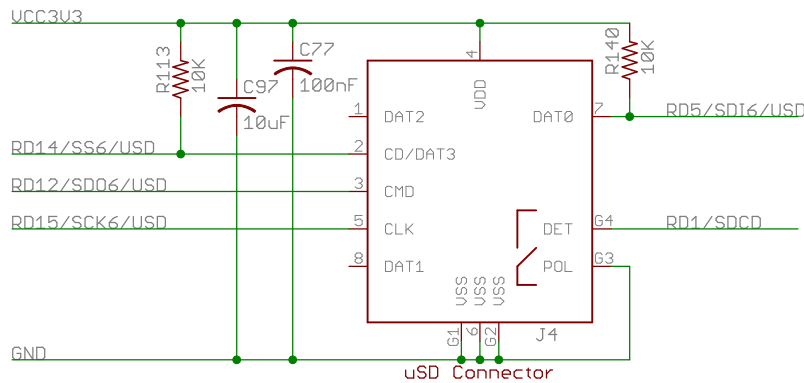 VCC3V3
R113
10K
C77
100nF
C97
10uF
4
VDD
R140
10K
1
DAT2
DAT0
7
RD5/SDI6/USD
RD14/SS6/USD
2
CD/DAT3
RD12/SDO6/USD
3
CMD
RD15/SCK6/USD
5
CLK
DET
G4
RD1/SDCD
8
DAT1
POL
G3
VSS
VSS
VSS
G1
6
G2
J4
GND
uSD Connector